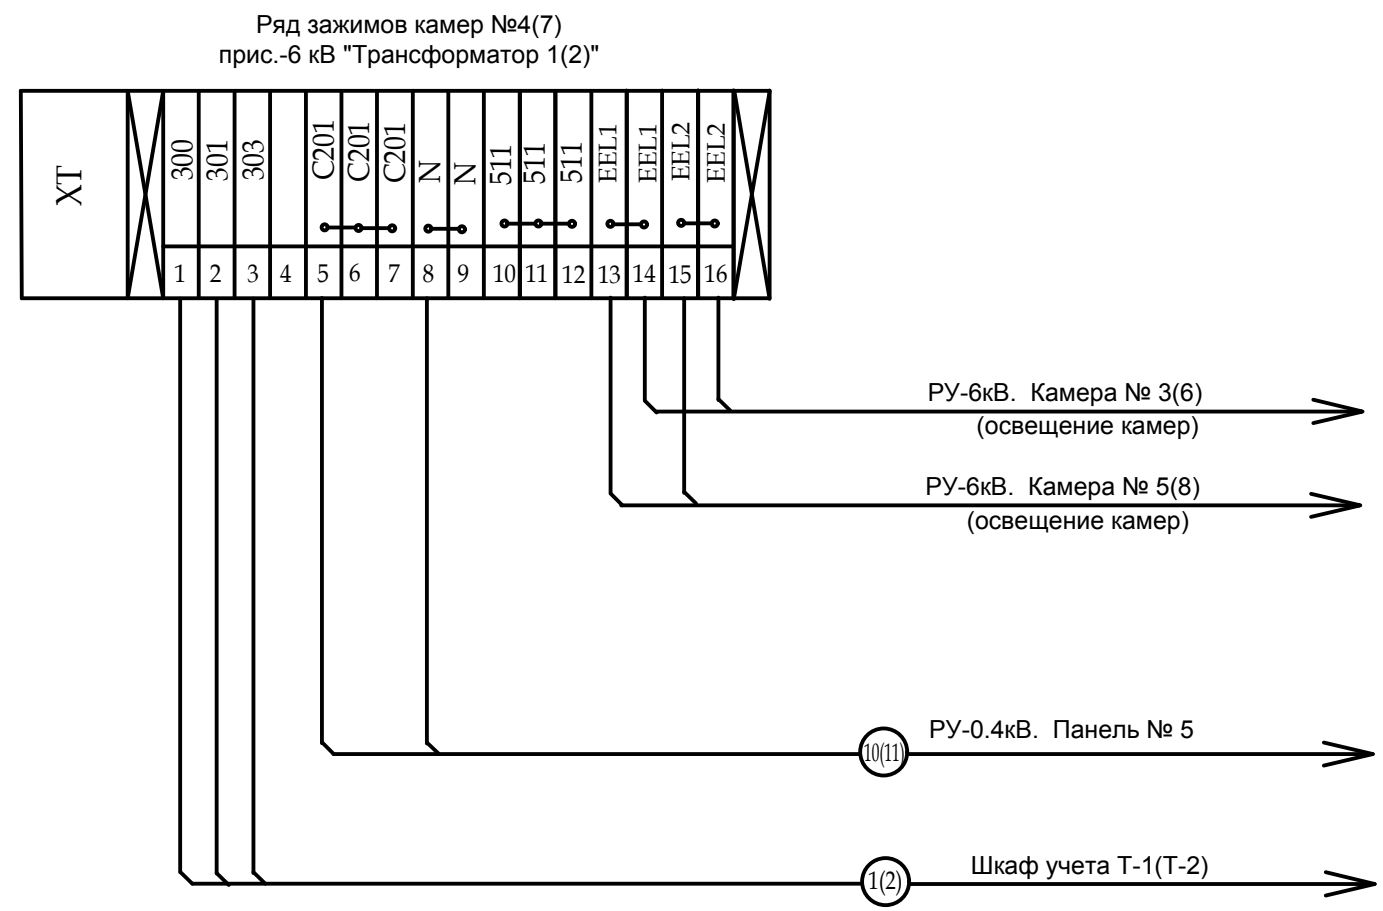 Ряд зажимов камер №4(7)
прис.-6 кВ "Трансформатор 1(2)"
XT
300 301 303 C201 C201 C201 N N 511 511 511 EEL1 EEL1 EEL2 EEL2
1 2 3 4 5 6 7 8 9 10 11 12 13 14 15 16
РУ-6кВ. Камера № 3(6)
(освещение камер)
РУ-6кВ. Камера № 5(8)
(освещение камер)
10(11)
РУ-0.4кВ. Панель № 5
1(2)
Шкаф учета Т-1(Т-2)